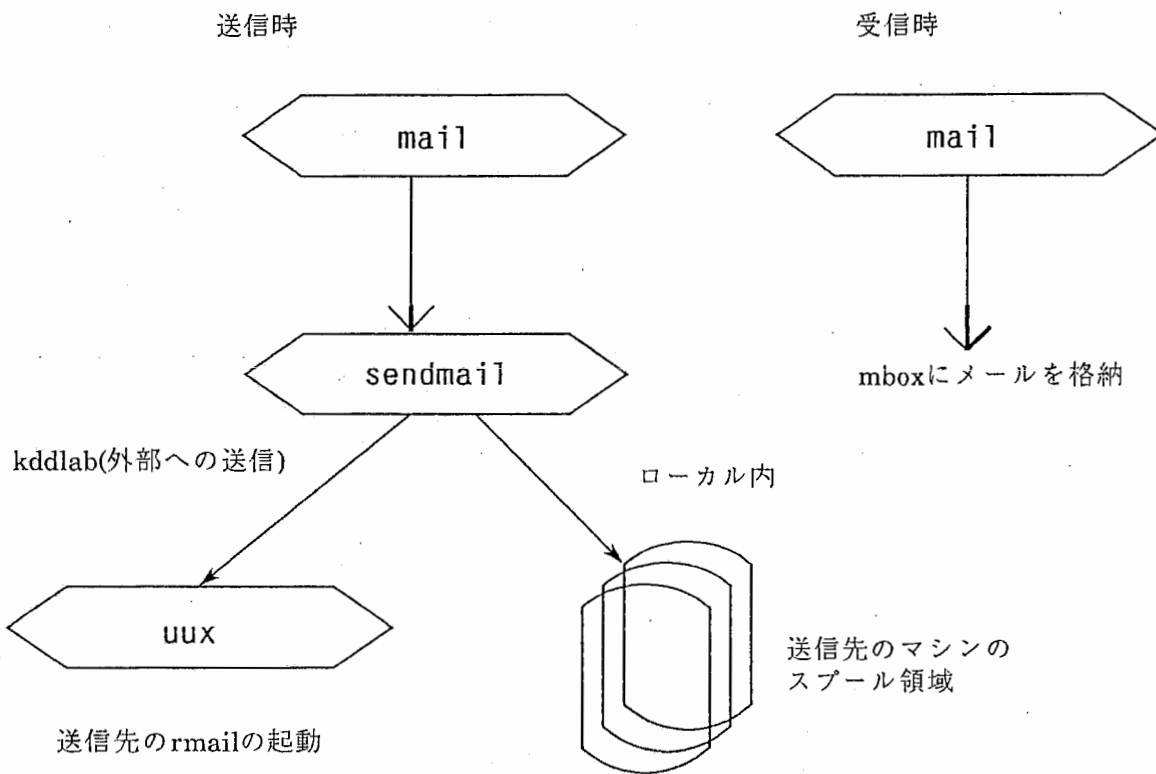 送信時
受信時
mail
mail
sendmail
mboxにメールを格納
kddlab(外部への送信)
ローカル内
uux
送信先のマシンの
スプール領域
送信先のrmailの起動